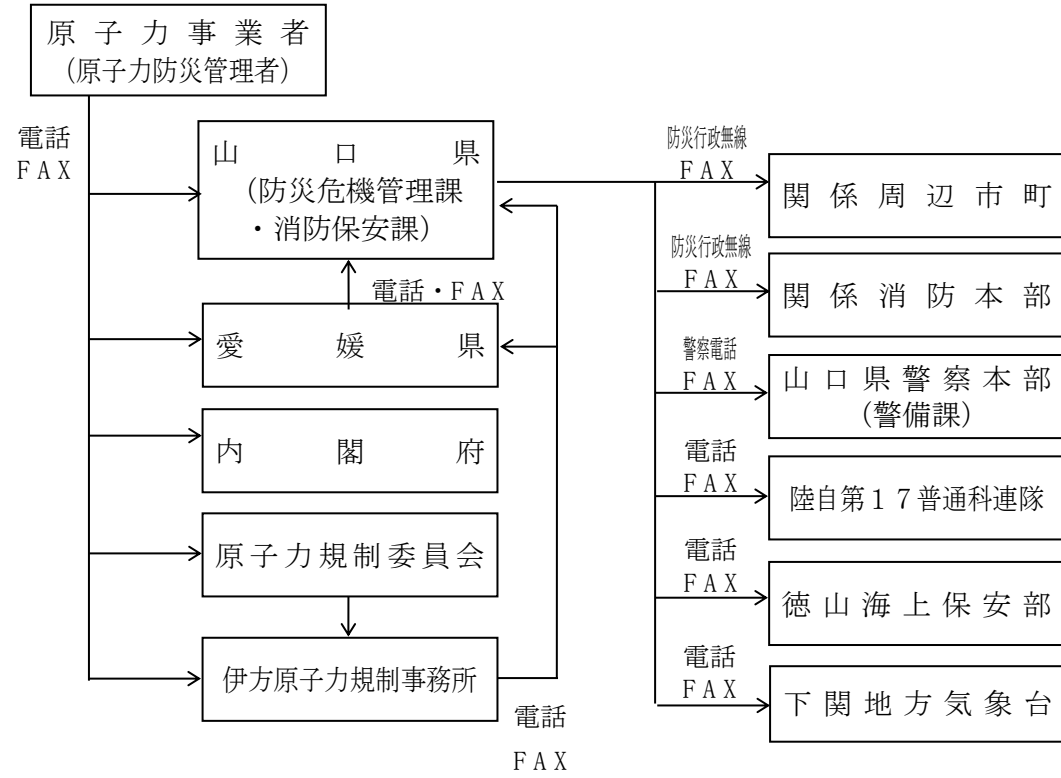 原子力事業者
(原子力防災管理者)
電話
FAX
山口県
(防災危機管理課
・消防保安課)
電話・FAX
愛媛県
内閣府
原子力規制委員会
伊方原子力規制事務所
電話
FAX
防災行政無線
FAX
関係周辺市町
防災行政無線
FAX
関係消防本部
警察電話
FAX
山口県警察本部
(警備課)
電話
FAX
陸自第17普通科連隊
電話
FAX
徳山海上保安部
電話
FAX
下関地方気象台